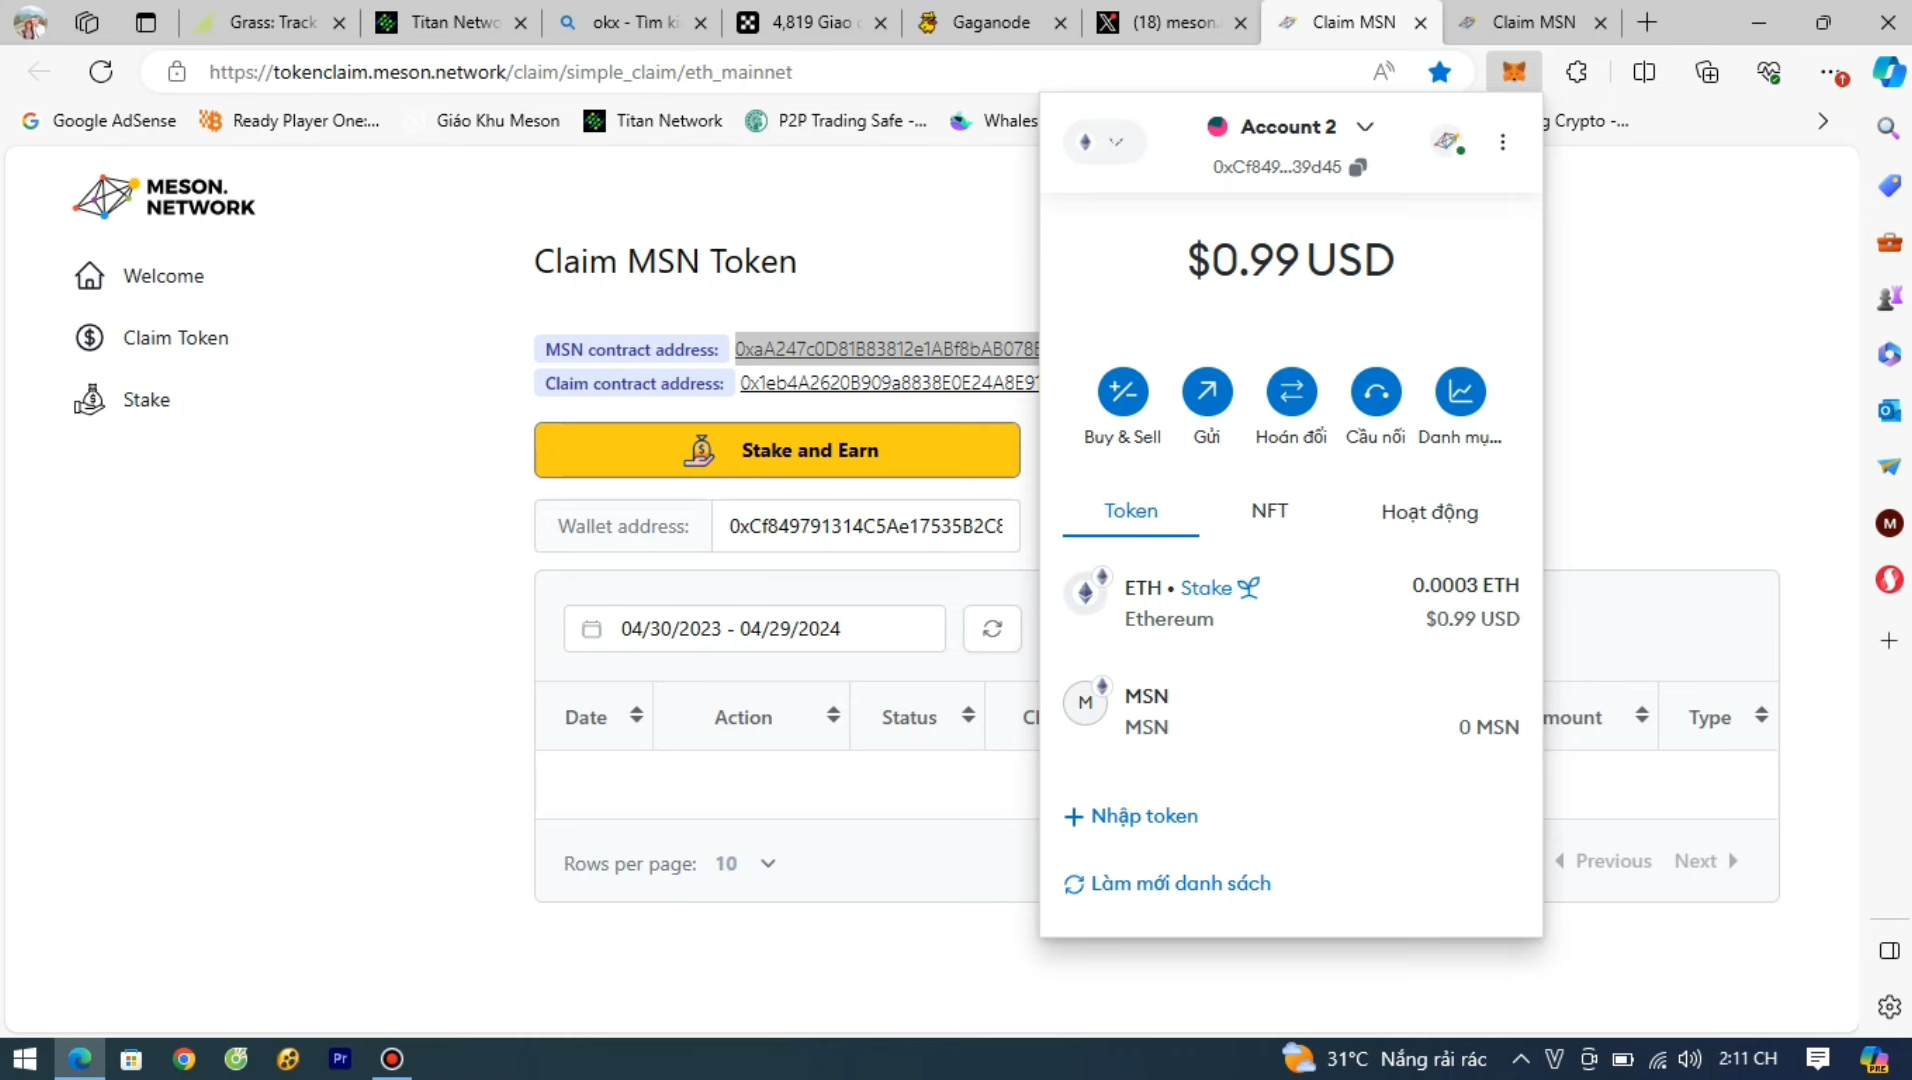 Grass: Track
Titan Netwo
okx - Tìm ki
4,819 Giao
Gaganode
(18) meson.
Claim MSN
Claim MSN
https://tokenclaim.meson.network/claim/simple_claim/eth_mainnet
Google AdSense
Ready Player One:...
Giáo Khu Meson
Titan Network
P2P Trading Safe -...
Whales
g Crypto -...
MESON.
NETWORK
Welcome
Claim Token
Stake
Claim MSN Token
MSN contract address: 0xaA247c0D81B83812e1ABf8bAB078E
Claim contract address: 0x1eb4A2620B909a8838E0E24A8E91
Stake and Earn
Wallet address: 0xCf849791314C5Ae17535B2C8
04/30/2023 - 04/29/2024
Date
Action
Status
Cl
mount
Type
Rows per page: 10
Previous
Next
Account 2
0xCf849...39d45
$0.99 USD
Buy & Sell
Gửi
Hoán đổi
Cầu nối
Danh mụ...
Token
NFT
Hoạt động
ETH • Stake
0.0003 ETH
Ethereum
$0.99 USD
M
MSN
MSN
0 MSN
+ Nhập token
Làm mới danh sách
M
Pr
31°C Nắng rải rác
2:11 CH
PRE